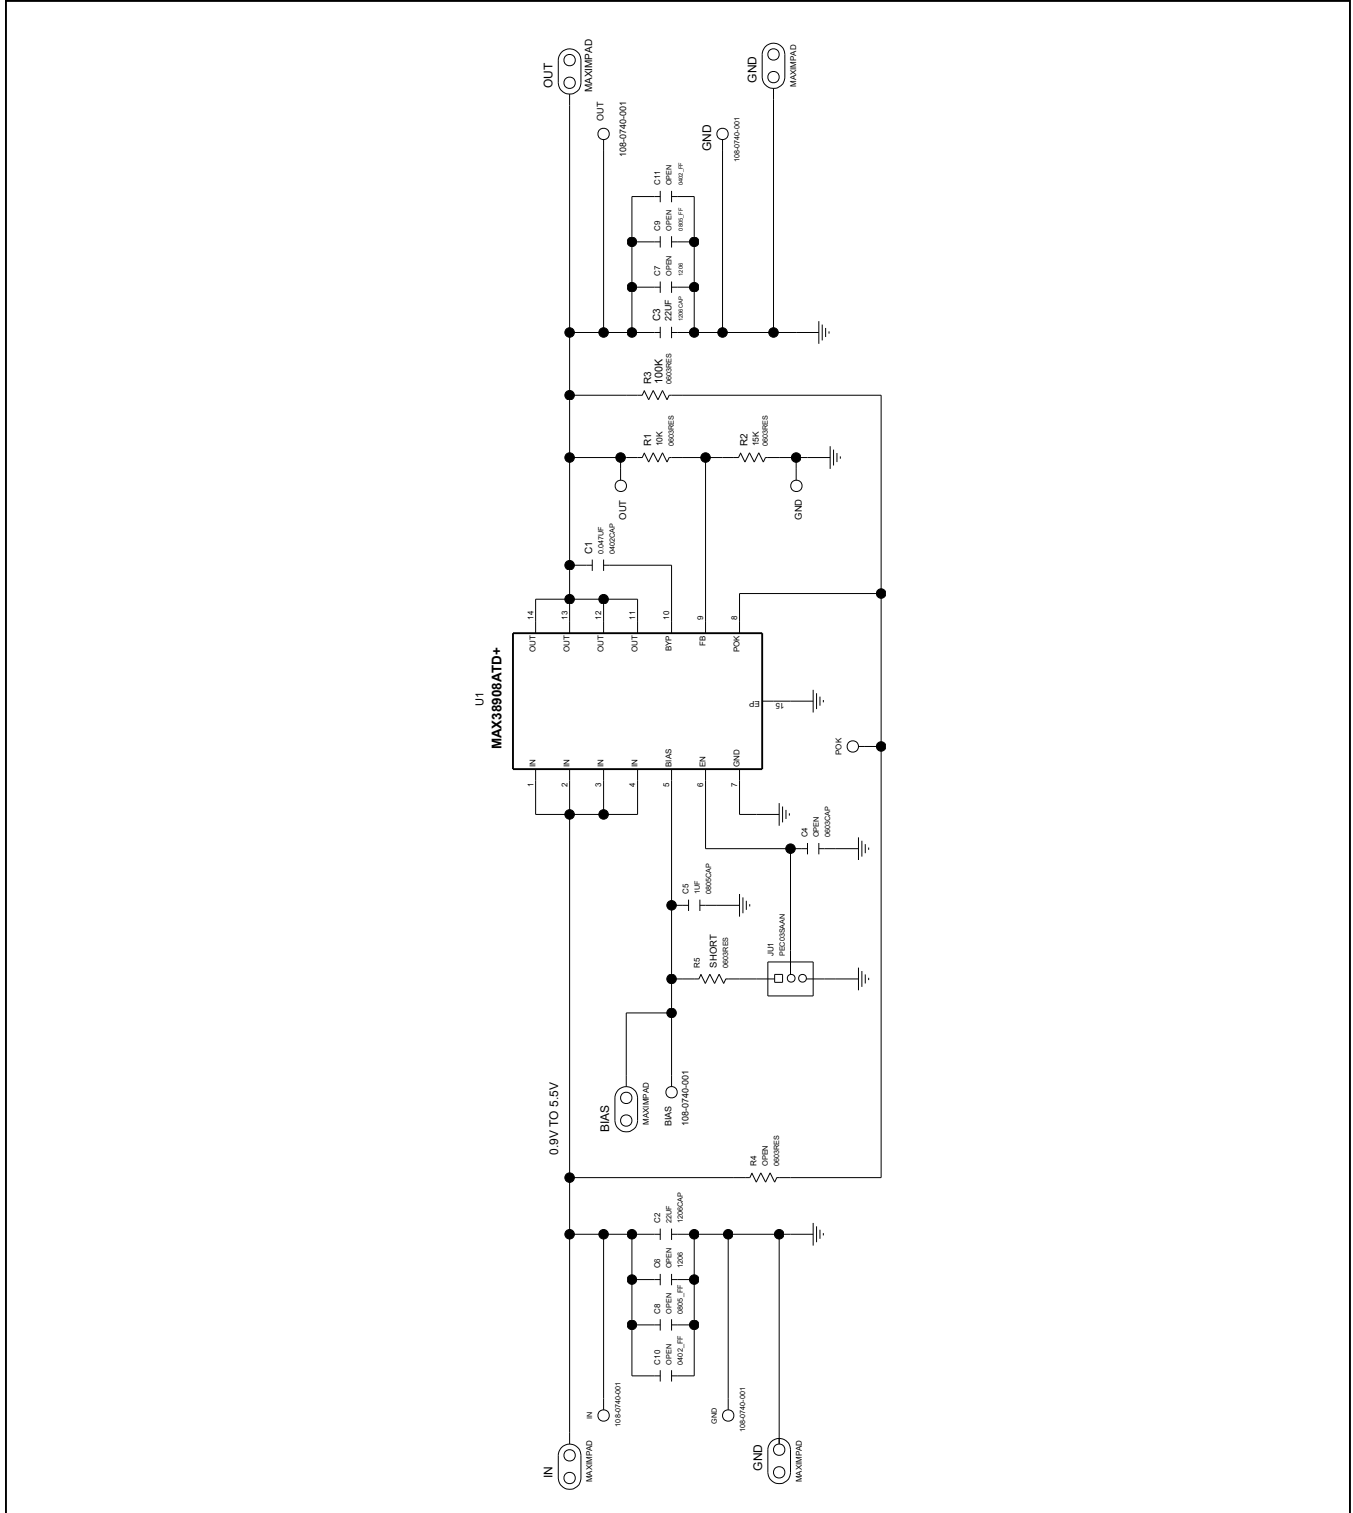 OUT
MAXIMPAD
OUT
108-0740-001
GND
MAXIMPAD
GND
108-0740-001
C11
OPEN
0402_FF
C9
OPEN
0805_FF
C7
OPEN
1206
C3
22UF
1206CAP
R3
100K
0603RES
R1
10K
0603RES
R2
15K
0603RES
OUT
GND
C1
0.047UF
0402CAP
14
13
12
11
10
9
8
OUT
OUT
OUT
OUT
BYP
FB
POK
U1
MAX38908ATD+
EP
15
IN
IN
IN
IN
BIAS
EN
GND
1
2
3
4
5
6
7
POK
C4
OPEN
0603CAP
C5
1UF
0805CAP
R5
SHORT
0603RES
JU1
PEC03SAAN
BIAS
MAXIMPAD
BIAS
108-0740-001
0.9V TO 5.5V
R4
OPEN
0603RES
C2
22UF
1206CAP
C6
OPEN
1206
C8
OPEN
0805_FF
C10
OPEN
0402_FF
IN
108-0740-001
GND
108-0740-001
IN
MAXIMPAD
GND
MAXIMPAD